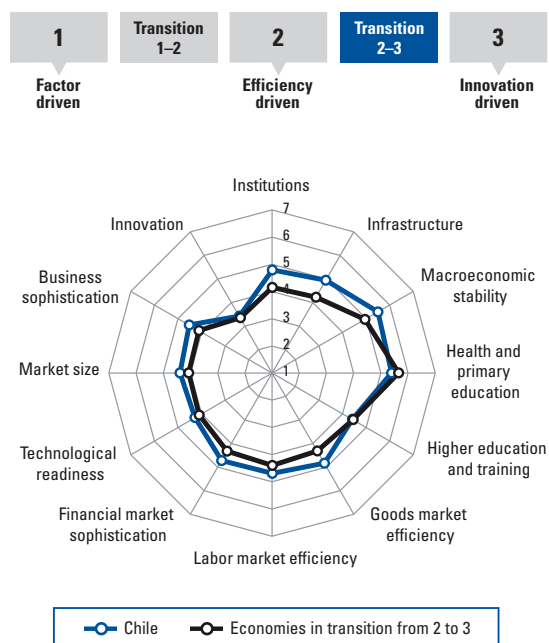 1
Transition
1–2
2
Transition
2–3
3
Factor
driven
Efficiency
driven
Innovation
driven
Institutions
Innovation
Infrastructure
Business
sophistication
Macroeconomic
stability
Market size
Health and
primary
education
Technological
readiness
Higher education
and training
Financial market
sophistication
Goods market
efficiency
Labor market efficiency
7
6
5
4
3
2
1
Chile
Economies in transition from 2 to 3